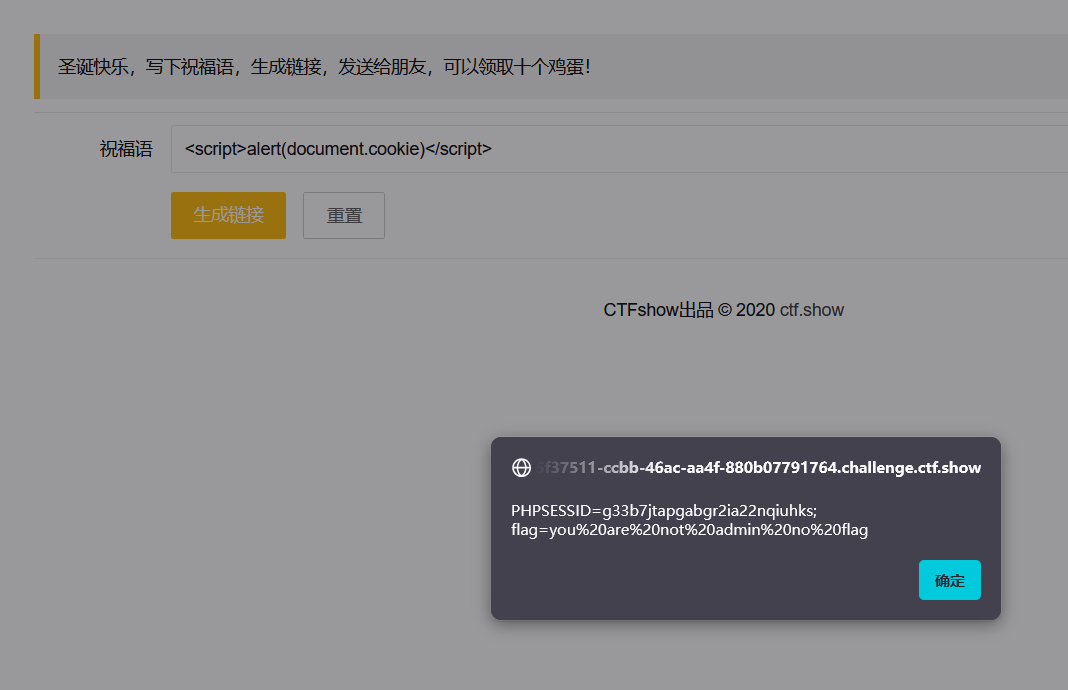 圣诞快乐，写下祝福语，生成链接，发送给朋友，可以领取十个鸡蛋！
祝福语
<script>alert(document.cookie)</script>
生成链接 重置
CTFshow出品 © 2020 ctf.show
5f37511-ccbb-46ac-aa4f-880b07791764.challenge.ctf.show
PHPSESSID=g33b7jtapgabgr2ia22nqiuhks;
flag=you%20are%20not%20admin%20no%20flag
确定